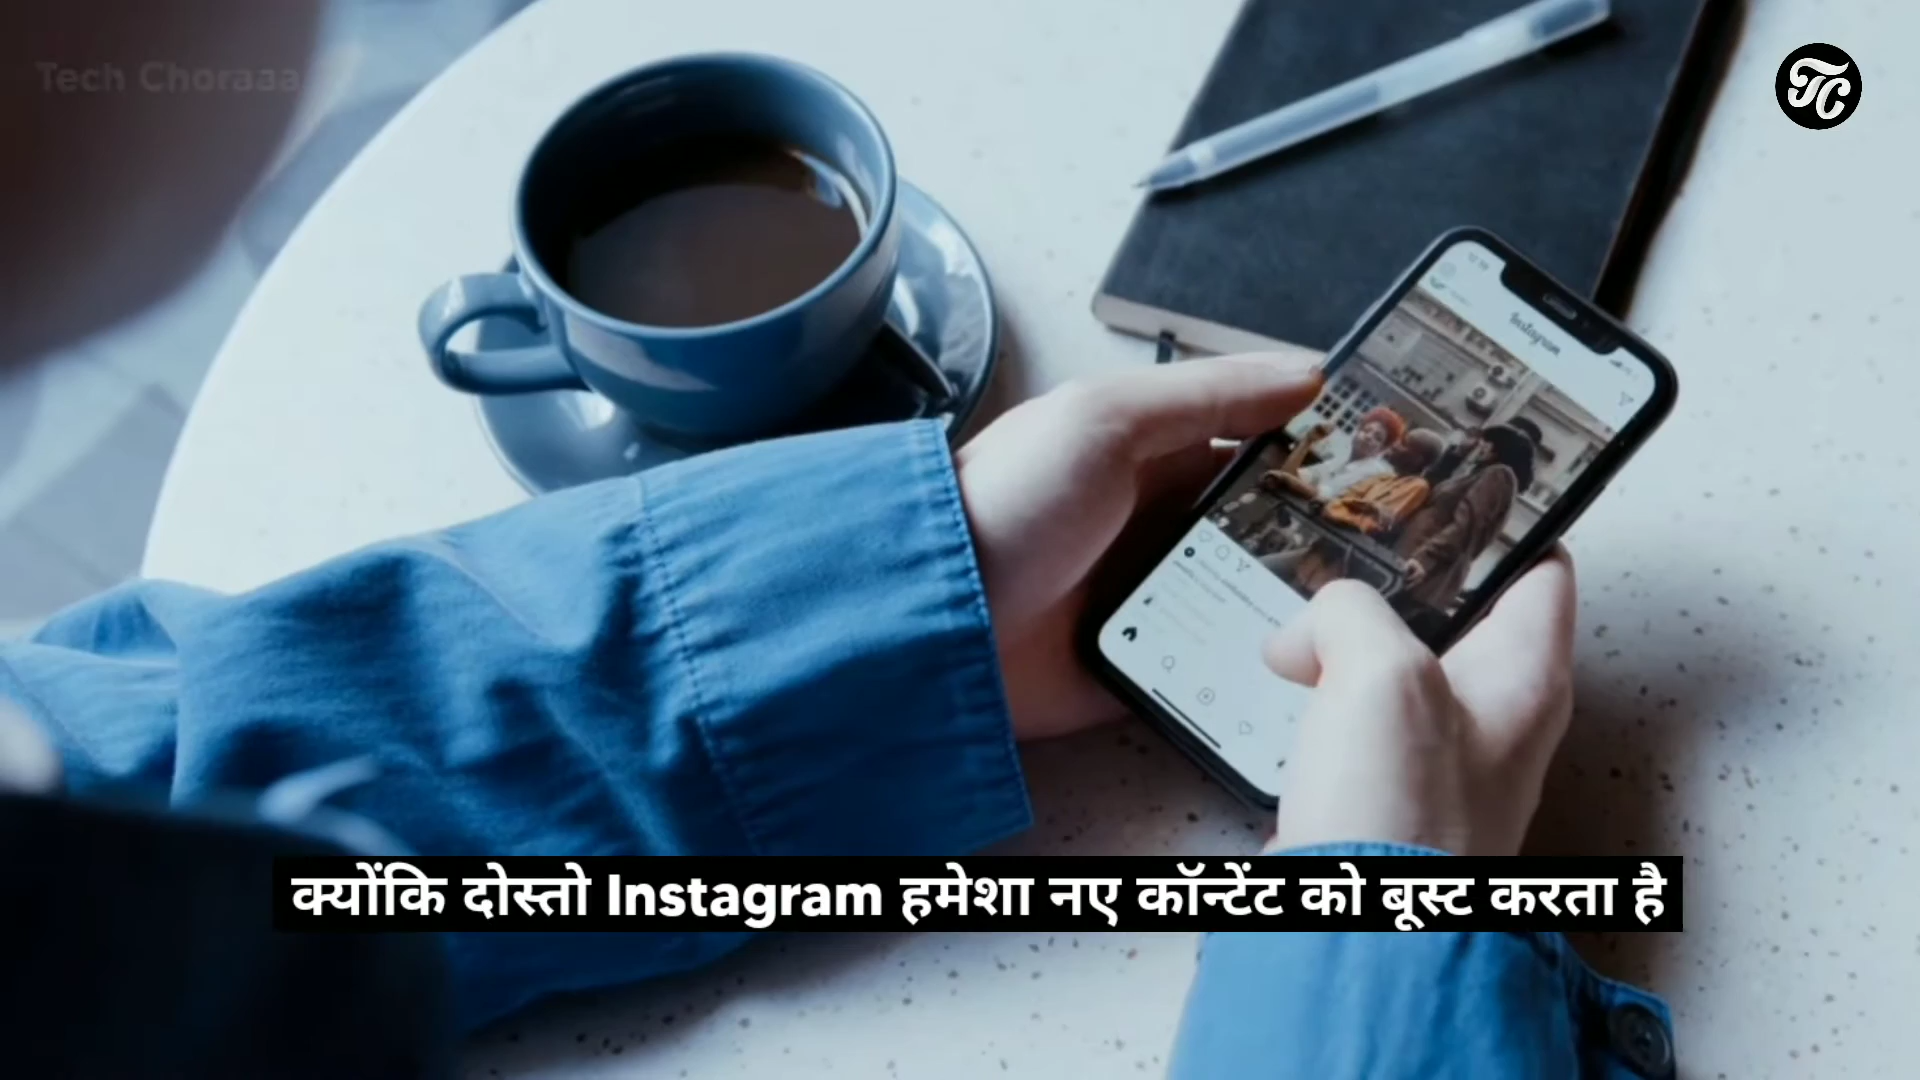 Tech Choraaa
TC
Instagram
क्योंकि दोस्तो Instagram हमेशा नए कॉन्टेंट को बूस्ट करता है